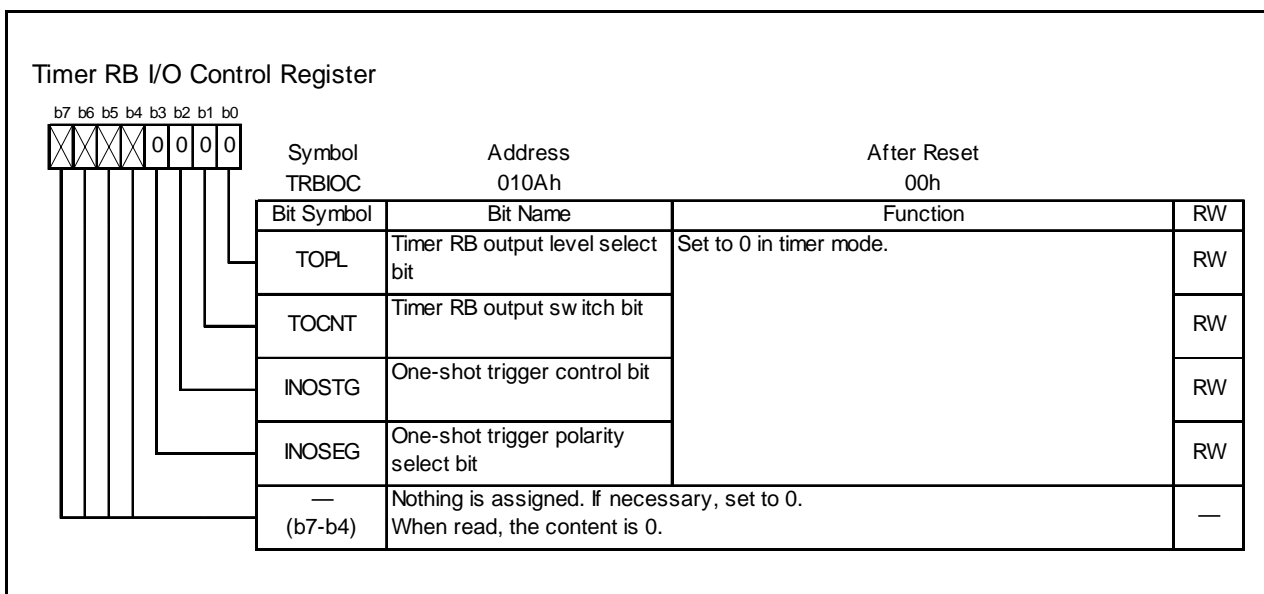 Timer RB I/O Control Register
b7 b6 b5 b4 b3 b2 b1 b0
0 0 0 0
Symbol Address After Reset
TRBIOC 010Ah 00h
Bit Symbol Bit Name Function RW
TOPL Timer RB output level select bit Set to 0 in timer mode. RW
TOCNT Timer RB output switch bit RW
INOSTG One-shot trigger control bit RW
INOSEG One-shot trigger polarity select bit RW
— (b7-b4) Nothing is assigned. If necessary, set to 0. —
When read, the content is 0.